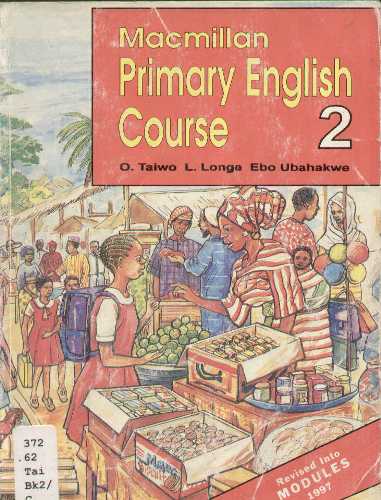 Macmillan
Primary English
Course 2
O. Taiwo L. Longe Ebo Ubahakwe
372
.62
Tai
Bk2/
C
Revised Into
MODULES
1997